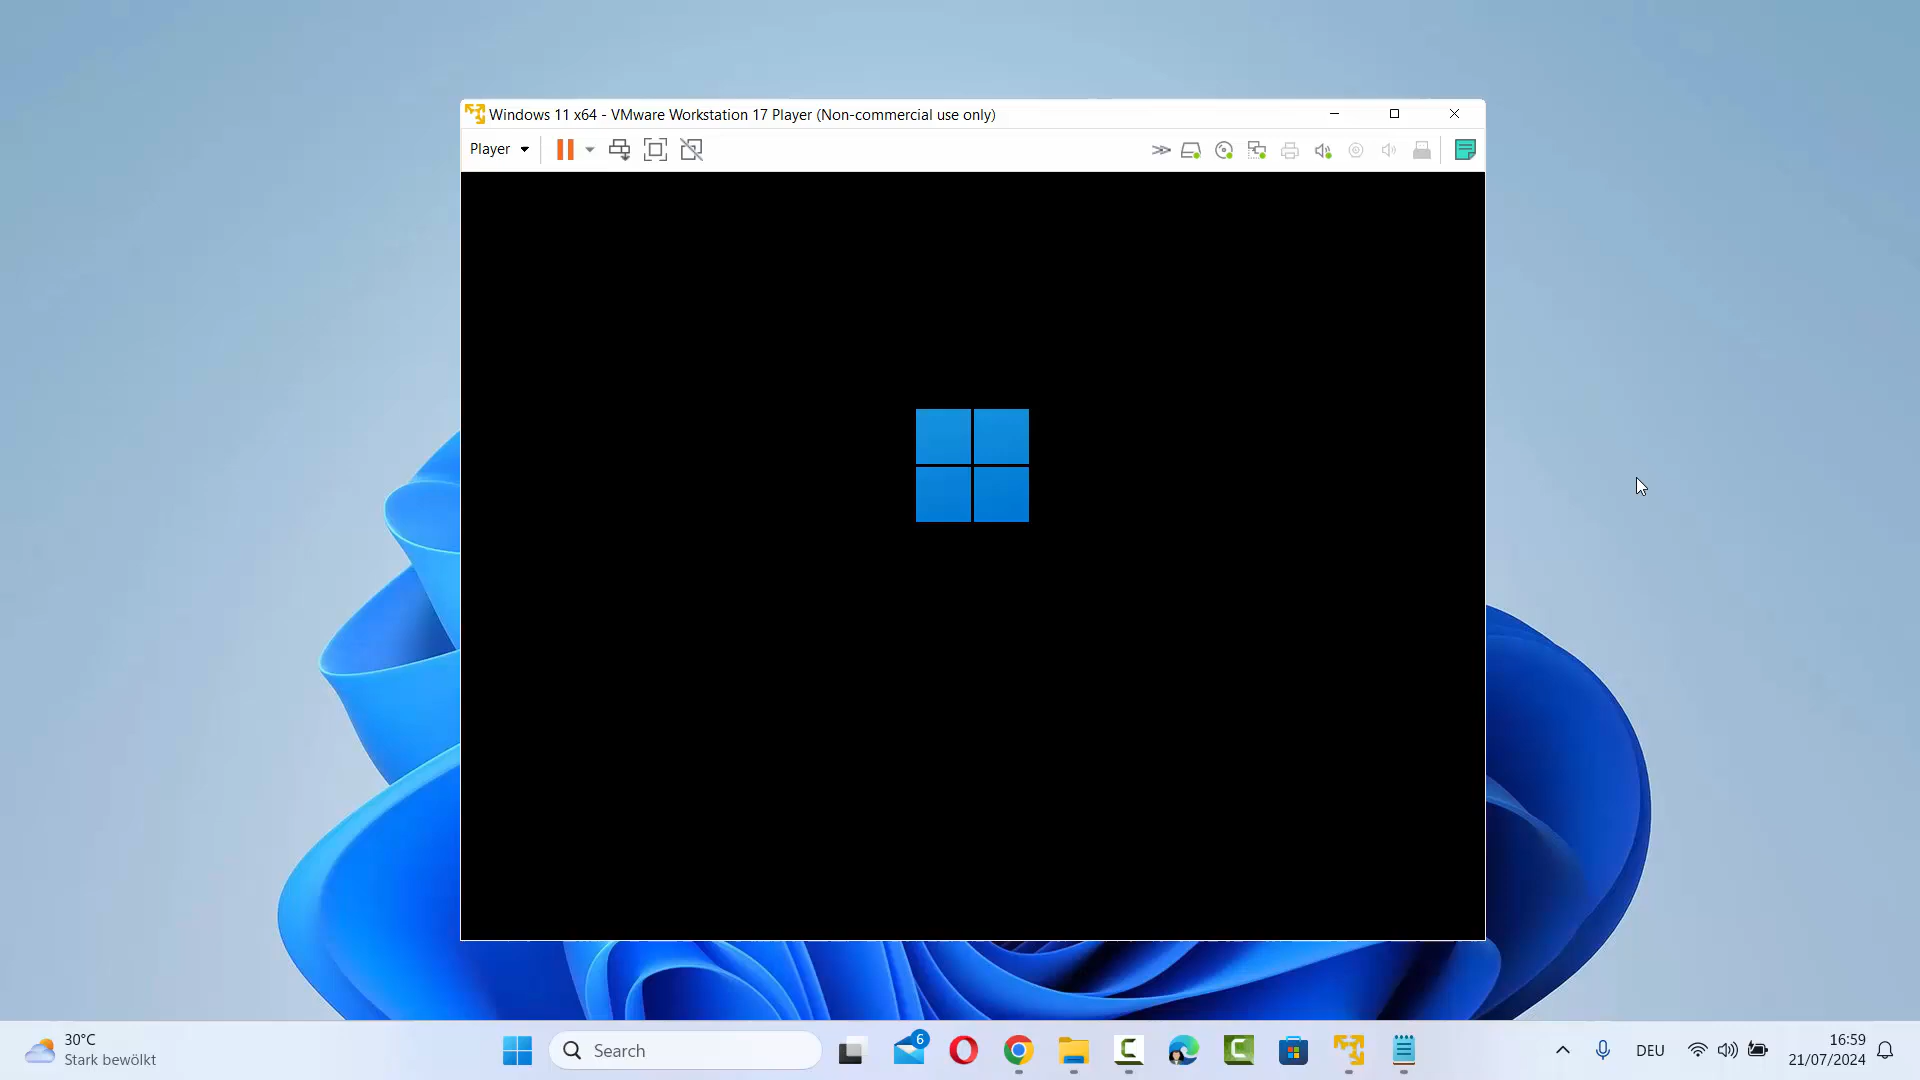 Windows 11 x64 - VMware Workstation 17 Player (Non-commercial use only)
Player
30°C
Stark bewölkt
Search
6
DEU
16:59
21/07/2024